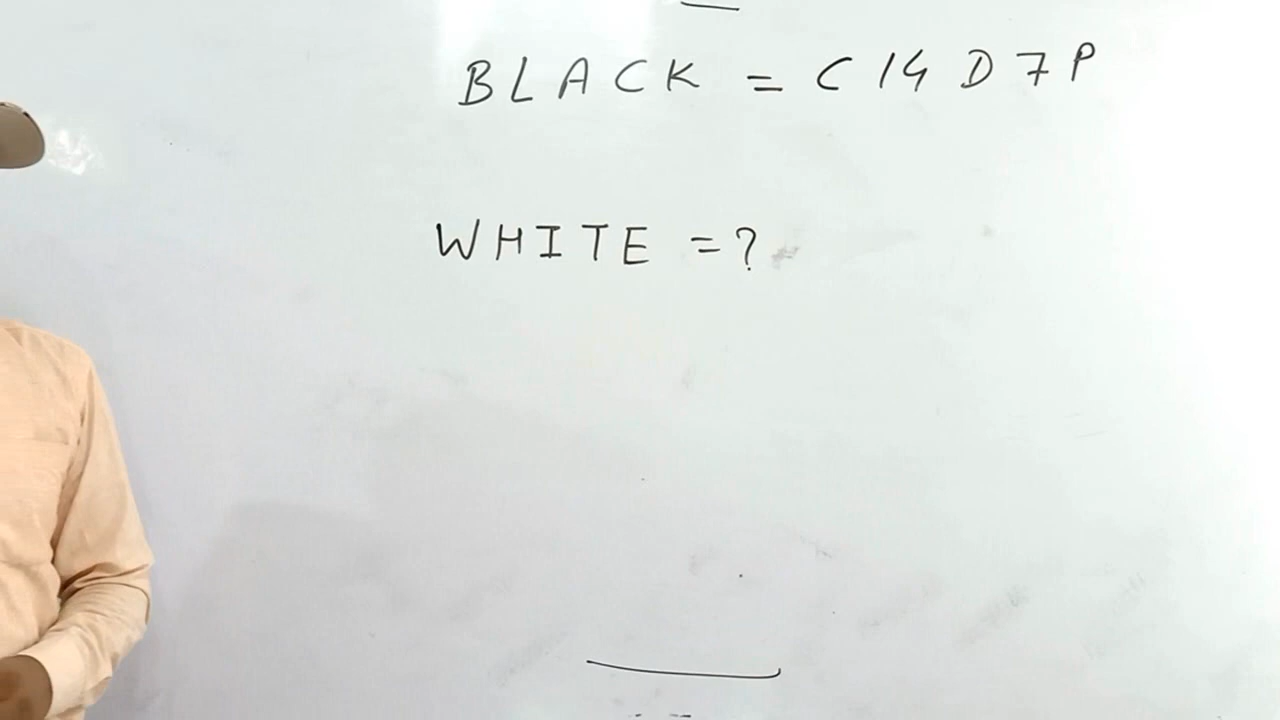 BLACK = C 14 D 7 P
WHITE = ?